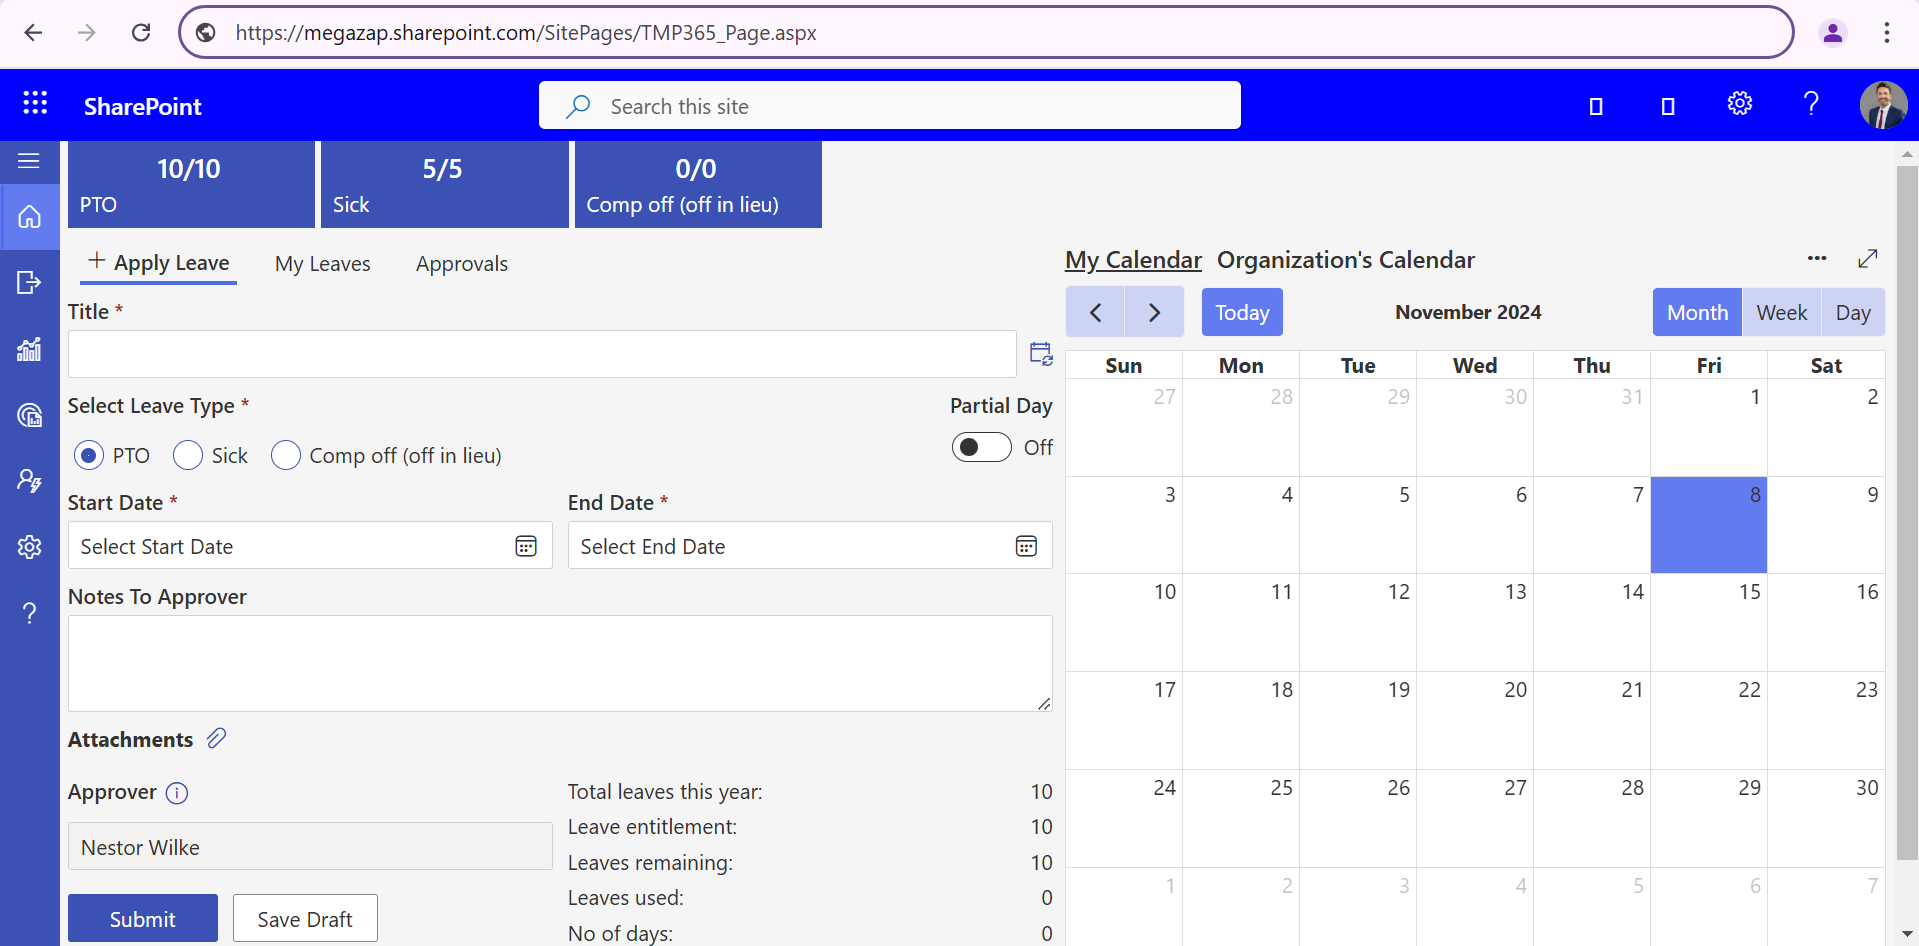 https://megazap.sharepoint.com/SitePages/TMP365_Page.aspx
SharePoint
Search this site
10/10
PTO
5/5
Sick
0/0
Comp off (off in lieu)
+ Apply Leave
My Leaves
Approvals
Title *
Select Leave Type *
Partial Day
PTO
Sick
Comp off (off in lieu)
Off
Start Date *
End Date *
Select Start Date
Select End Date
Notes To Approver
Attachments
Approver
Nestor Wilke
Submit
Save Draft
Total leaves this year: 10
Leave entitlement: 10
Leaves remaining: 10
Leaves used: 0
No of days: 0
My Calendar Organization's Calendar
Today
November 2024
Month Week Day
Sun Mon Tue Wed Thu Fri Sat
27 28 29 30 31 1 2
3 4 5 6 7 8 9
10 11 12 13 14 15 16
17 18 19 20 21 22 23
24 25 26 27 28 29 30
1 2 3 4 5 6 7